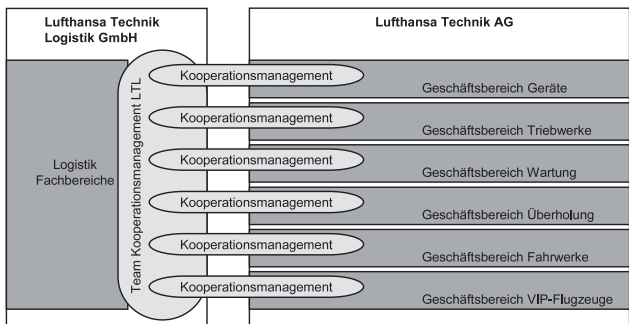 Lufthansa Technik
Logistik GmbH
Lufthansa Technik AG
Logistik
Fachbereiche
Team Kooperationsmanagement LTL
Kooperationsmanagement
Geschäftsbereich Geräte
Kooperationsmanagement
Geschäftsbereich Triebwerke
Kooperationsmanagement
Geschäftsbereich Wartung
Kooperationsmanagement
Geschäftsbereich Überholung
Kooperationsmanagement
Geschäftsbereich Fahrwerke
Kooperationsmanagement
Geschäftsbereich VIP-Flugzeuge